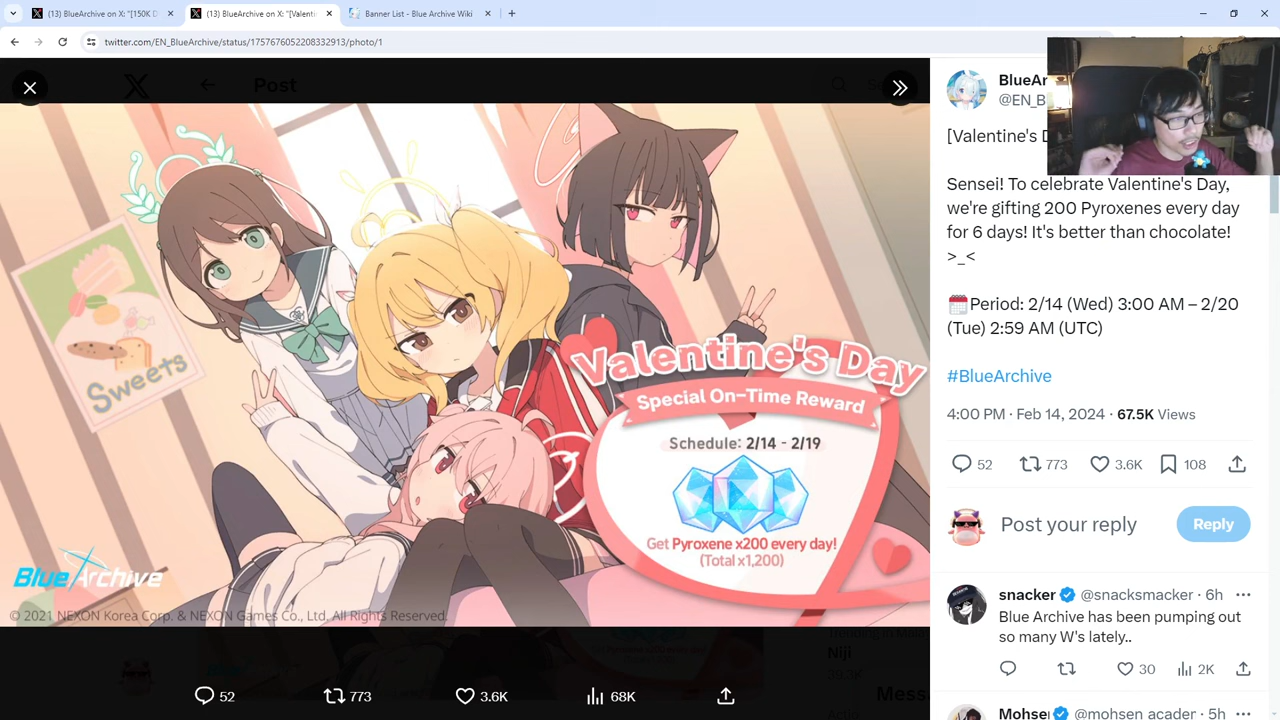 (13) BlueArchive on X: "[150K D
(13) BlueArchive on X: "[Valenti
Banner List - Blue Archive Wiki
twitter.com/EN_BlueArchive/status/1757676052208332913/photo/1
Post
Sweets
Valentine's Day
Special On-Time Reward
Schedule: 2/14 - 2/19
Get Pyroxene x200 every day!
(Total x1,200)
Blue Archive
© 2021 NEXON Korea Corp. & NEXON Games Co., Ltd. All Rights Reserved.
Niji
52
773
3.6K
68K
BlueAr
@EN_B
[Valentine's D
Sensei! To celebrate Valentine's Day,
we're gifting 200 Pyroxenes every day
for 6 days! It's better than chocolate!
>_<
Period: 2/14 (Wed) 3:00 AM – 2/20
(Tue) 2:59 AM (UTC)
#BlueArchive
4:00 PM · Feb 14, 2024 · 67.5K Views
52 773 3.6K 108
Post your reply
Reply
snacker @snacksmacker · 6h
Blue Archive has been pumping out
so many W's lately..
30 2K
Mohse @mohsen_acader · 5h